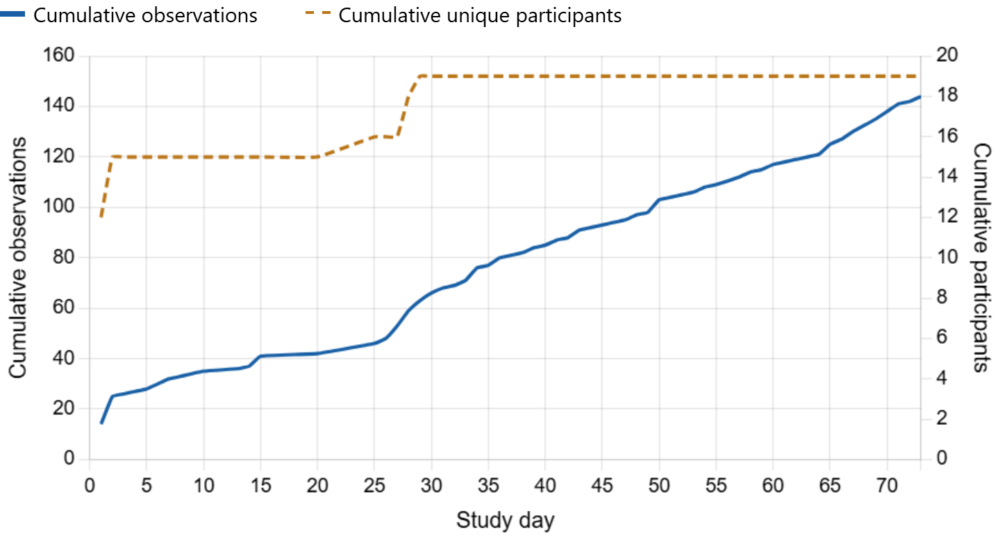 Cumulative observations Cumulative unique participants
160 20
140 18
120 16
100 14
80 12
60 10
40 8
20 6
0 4
2
0
Cumulative observations
Cumulative participants
0 5 10 15 20 25 30 35 40 45 50 55 60 65 70
Study day